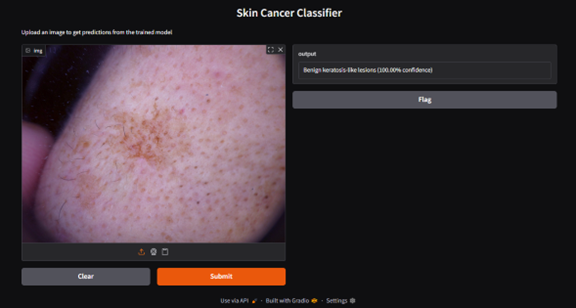 Skin Cancer Classifier
Upload an image to get predictions from the trained model
img
output
Benign keratosis-like lesions (100.00% confidence)
Flag
Clear
Submit
Use via API · Built with Gradio · Settings